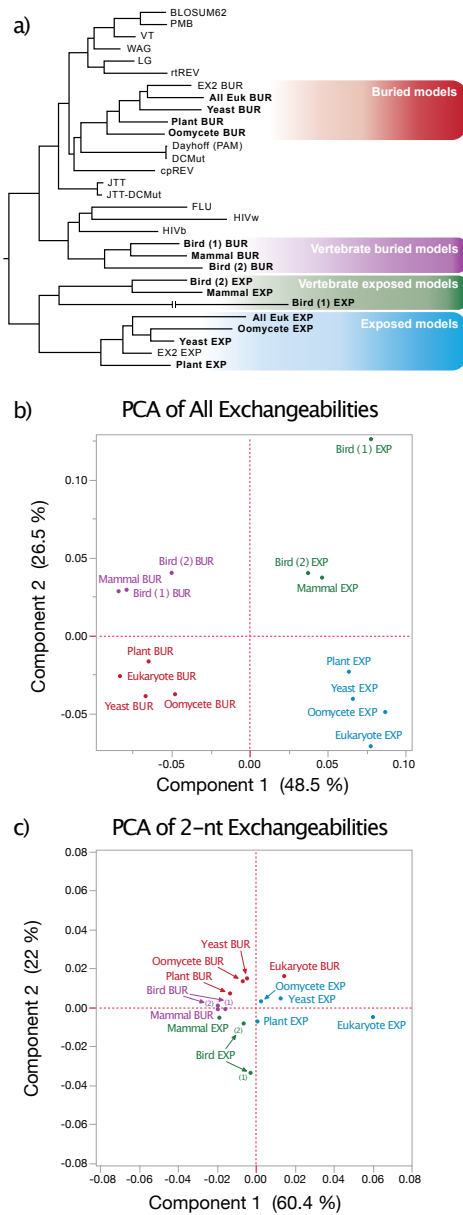 a)
BLOSUM62
PMB
VT
WAG
LG
rtREV
EX2 BUR
All Euk BUR
Buried models
Yeast BUR
Plant BUR
Oomycete BUR
Dayhoff (PAM)
DCMut
cpREV
JTT
JTT-DCMut
FLU
HIVw
HIVb
Bird (1) BUR
Vertebrate buried models
Mammal BUR
Bird (2) BUR
Bird (2) EXP
Vertebrate exposed models
Mammal EXP
Bird (1) EXP
All Euk EXP
Exposed models
Oomycete EXP
Yeast EXP
EX2 EXP
Plant EXP
b)
PCA of All Exchangeabilities
Bird (1) EXP
0.10
Component 2 (26.5 %)
0.05
Bird (2) BUR
Bird (2) EXP
Mammal BUR
Mammal EXP
Bird (1) BUR
0.00
Plant BUR
Plant EXP
Eukaryote BUR
Yeast EXP
Yeast BUR
Oomycete BUR
Oomycete EXP
-0.05
Eukaryote EXP
-0.05 0.00 0.05 0.10
Component 1 (48.5 %)
c)
PCA of 2-nt Exchangeabilities
0.08
0.06
0.04
Component 2 (22 %)
Yeast BUR
0.02
Oomycete BUR
Eukaryote BUR
Plant BUR
Oomycete EXP
Bird BUR
(2) (1)
Yeast EXP
0.00
Mammal BUR
Mammal EXP
Plant EXP
Eukaryote EXP
(2)
-0.02
Bird EXP
(1)
-0.04
-0.06
-0.08
-0.08 -0.06 -0.04 -0.02 0.00 0.02 0.04 0.06 0.08
Component 1 (60.4 %)